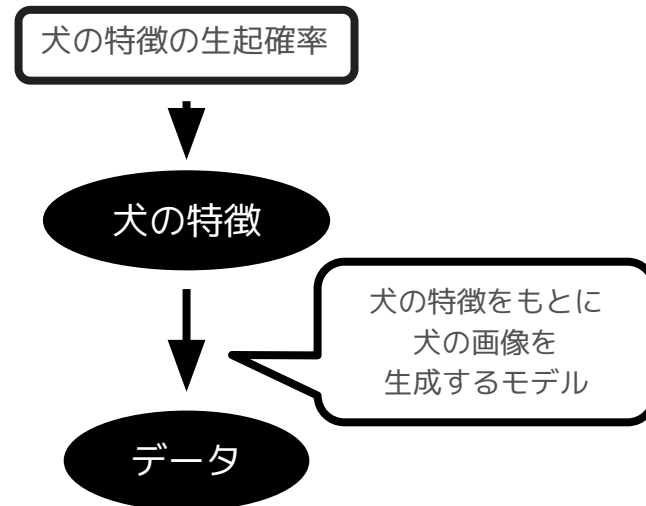 犬の特徴の生起確率
犬の特徴
犬の特徴をもとに
犬の画像を
生成するモデル
データ